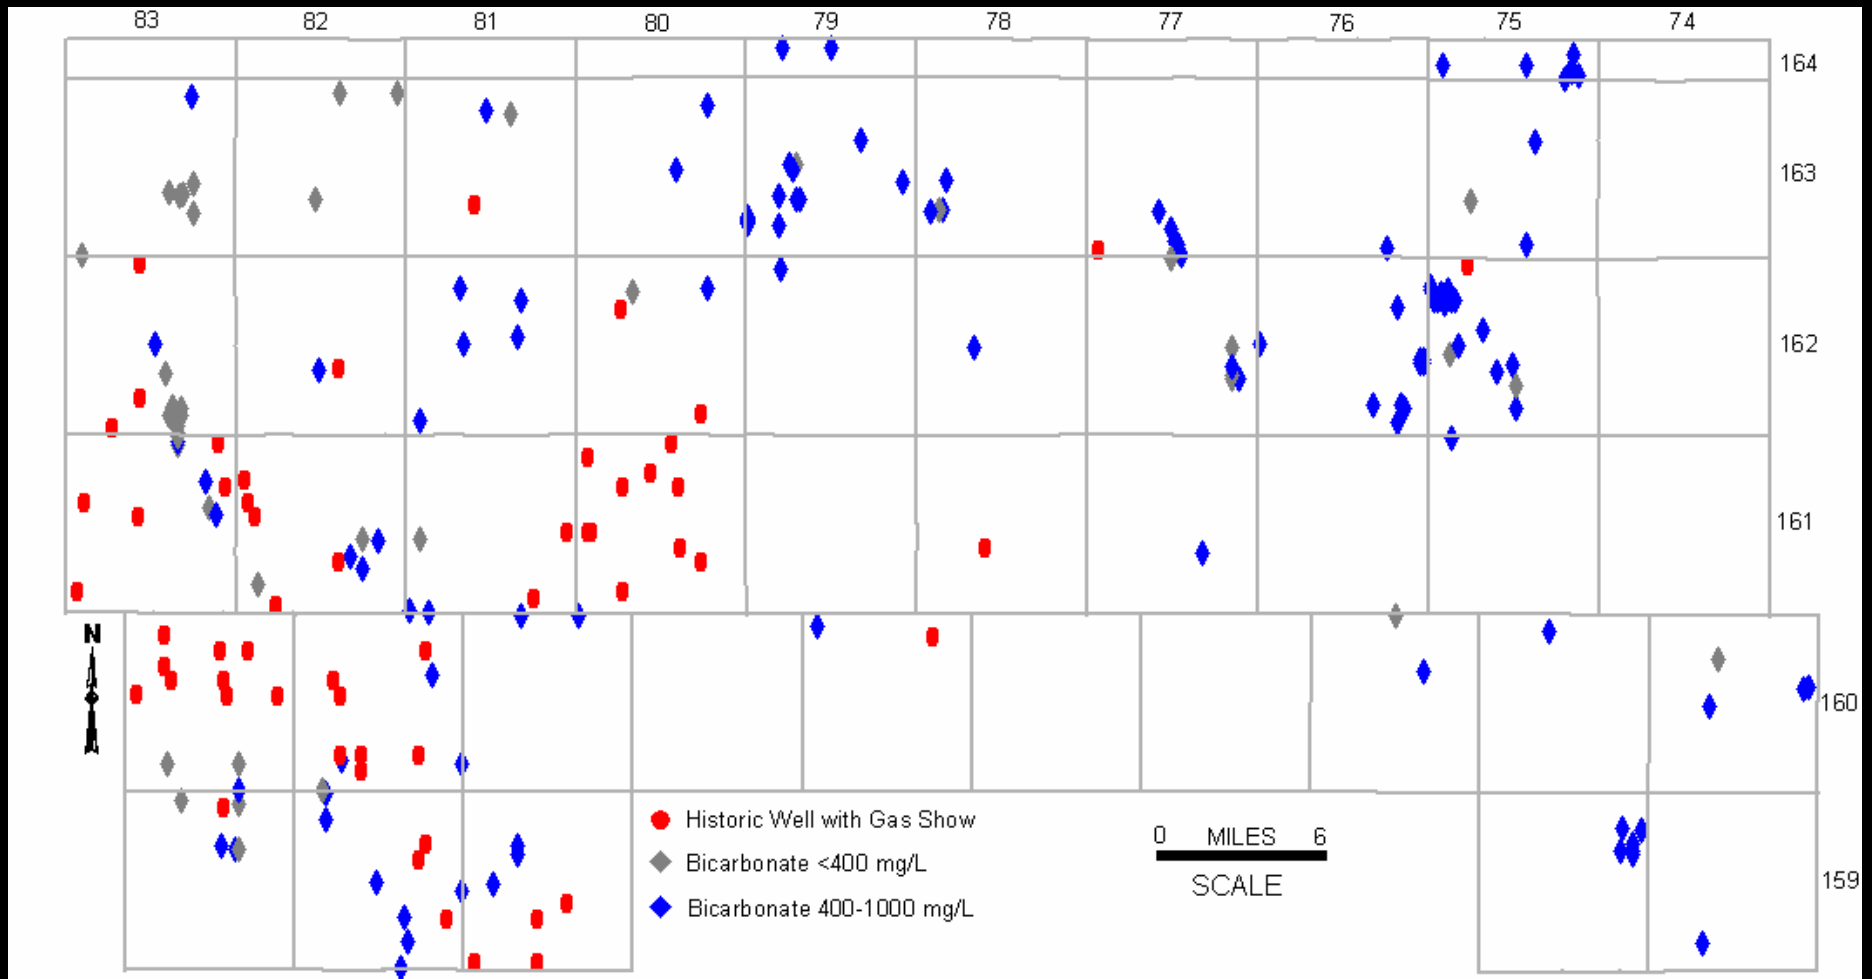 83 82 81 80 79 78 77 76 75 74
164
163
162
161
N
160
Historic Well with Gas Show
0 MILES 6
Bicarbonate <400 mg/L
SCALE
159
Bicarbonate 400-1000 mg/L